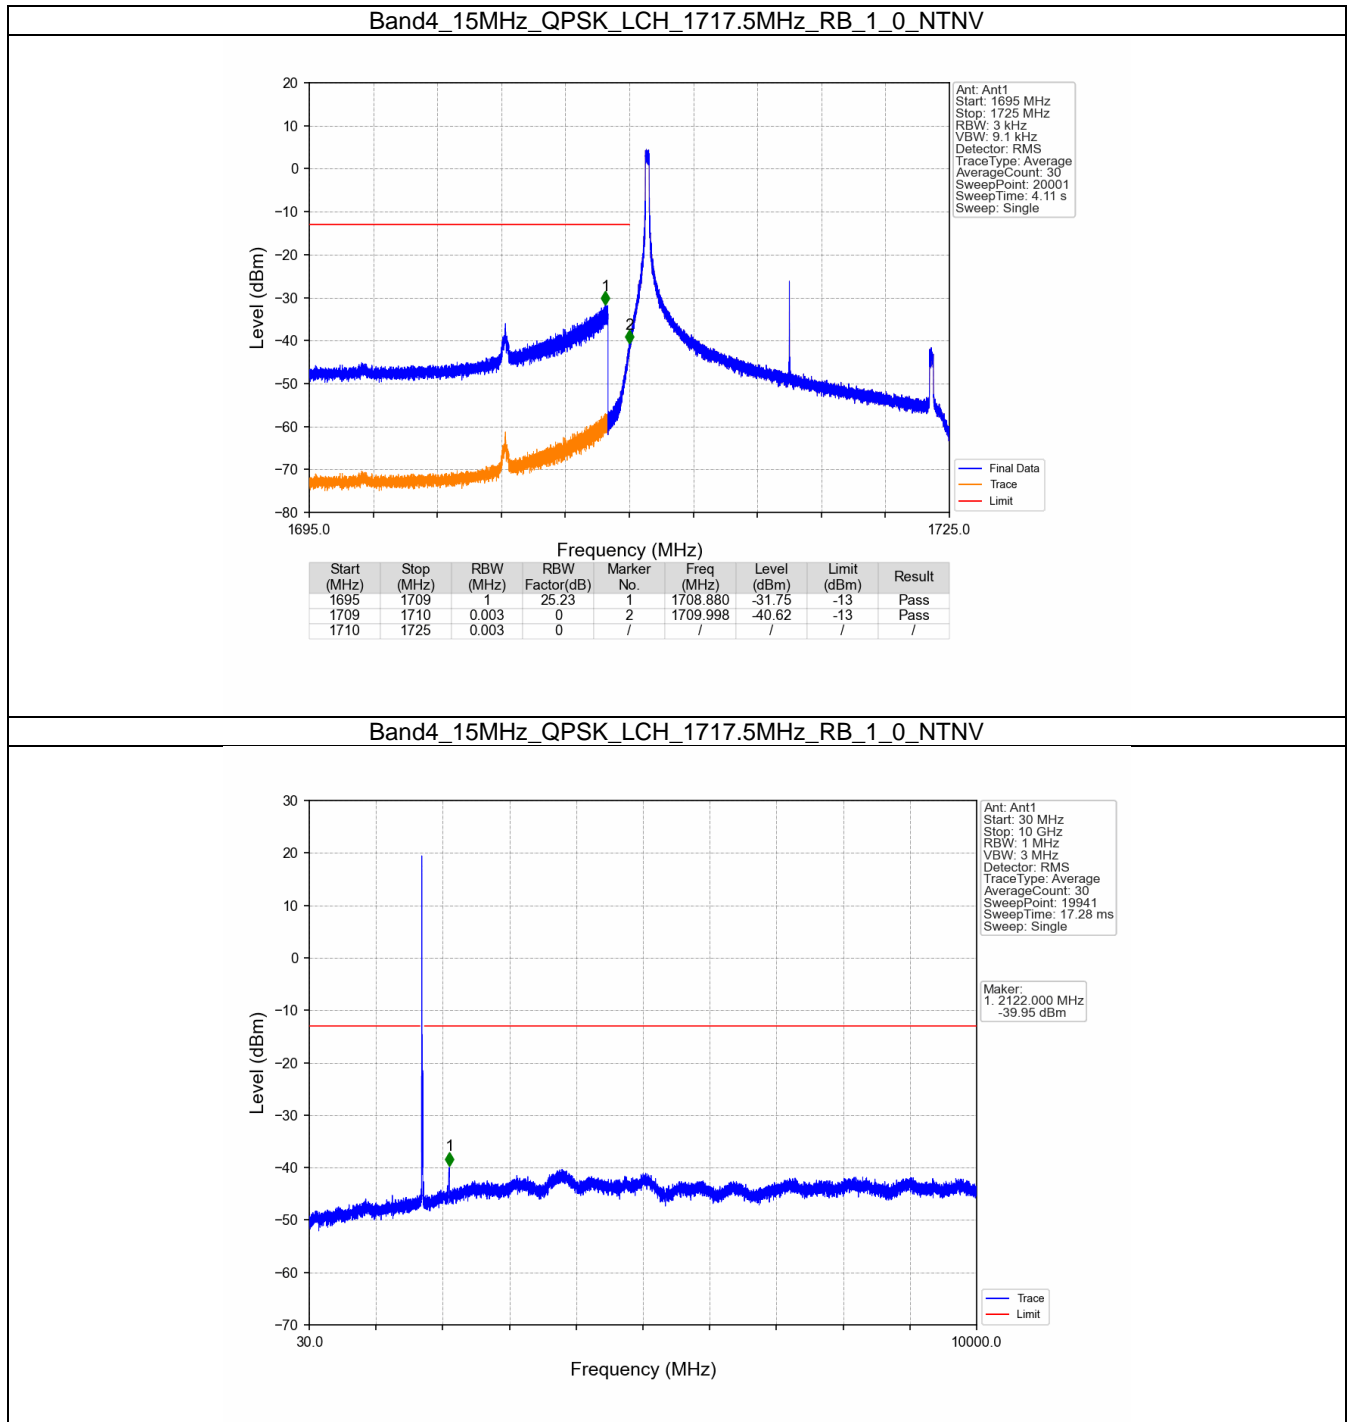 Band4_15MHz_QPSK_LCH_1717.5MHz_RB_1_0_NTNV
20
10
0
−10
−20
−30
−40
−50
−60
−70
−80
Level (dBm)
1
2
1695.0
1725.0
Frequency (MHz)
Ant: Ant1
Start: 1695 MHz
Stop: 1725 MHz
RBW: 3 kHz
VBW: 9.1 kHz
Detector: RMS
TraceType: Average
AverageCount: 30
SweepPoint: 20001
SweepTime: 4.11 s
Sweep: Single
Final Data
Trace
Limit
Start (MHz) Stop (MHz) RBW (MHz) RBW Factor(dB) Marker No. Freq (MHz) Level (dBm) Limit (dBm) Result
1695 1709 1 25.23 1 1708.880 -31.75 -13 Pass
1709 1710 0.003 0 2 1709.998 -40.62 -13 Pass
1710 1725 0.003 0 / / / / /
Band4_15MHz_QPSK_LCH_1717.5MHz_RB_1_0_NTNV
30
20
10
0
−10
−20
−30
−40
−50
−60
−70
Level (dBm)
1
30.0
10000.0
Frequency (MHz)
Ant: Ant1
Start: 30 MHz
Stop: 10 GHz
RBW: 1 MHz
VBW: 3 MHz
Detector: RMS
TraceType: Average
AverageCount: 30
SweepPoint: 19941
SweepTime: 17.28 ms
Sweep: Single
Maker:
1. 2122.000 MHz
-39.95 dBm
Trace
Limit